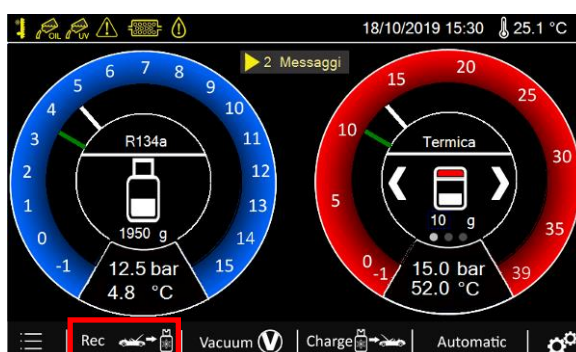 OIL UV 18/10/2019 15:30 25.1 °C
2 Messaggi
-1 0 1 2 3 4 5 6 7 8 9 10 11 12 13 14 15
R134a
1950 g
12.5 bar
4.8 °C
-1 0 5 10 15 20 25 30 35 39
Termica
10 g
15.0 bar
52.0 °C
Rec Vacuum V Charge Automatic